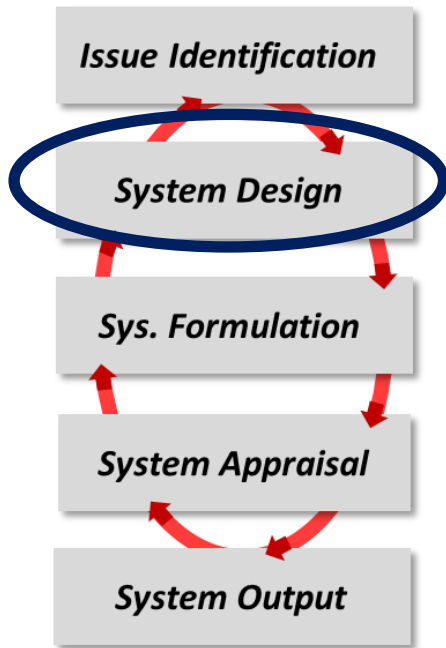 Issue Identification
System Design
Sys. Formulation
System Appraisal
System Output